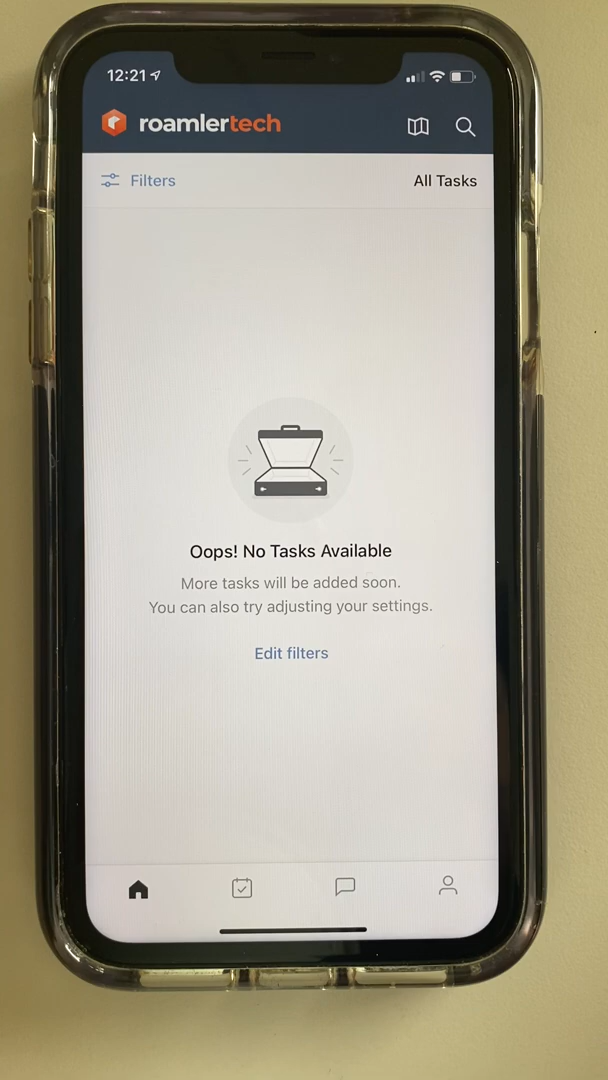 12:21
roamlertech
Filters
All Tasks
Oops! No Tasks Available
More tasks will be added soon.
You can also try adjusting your settings.
Edit filters